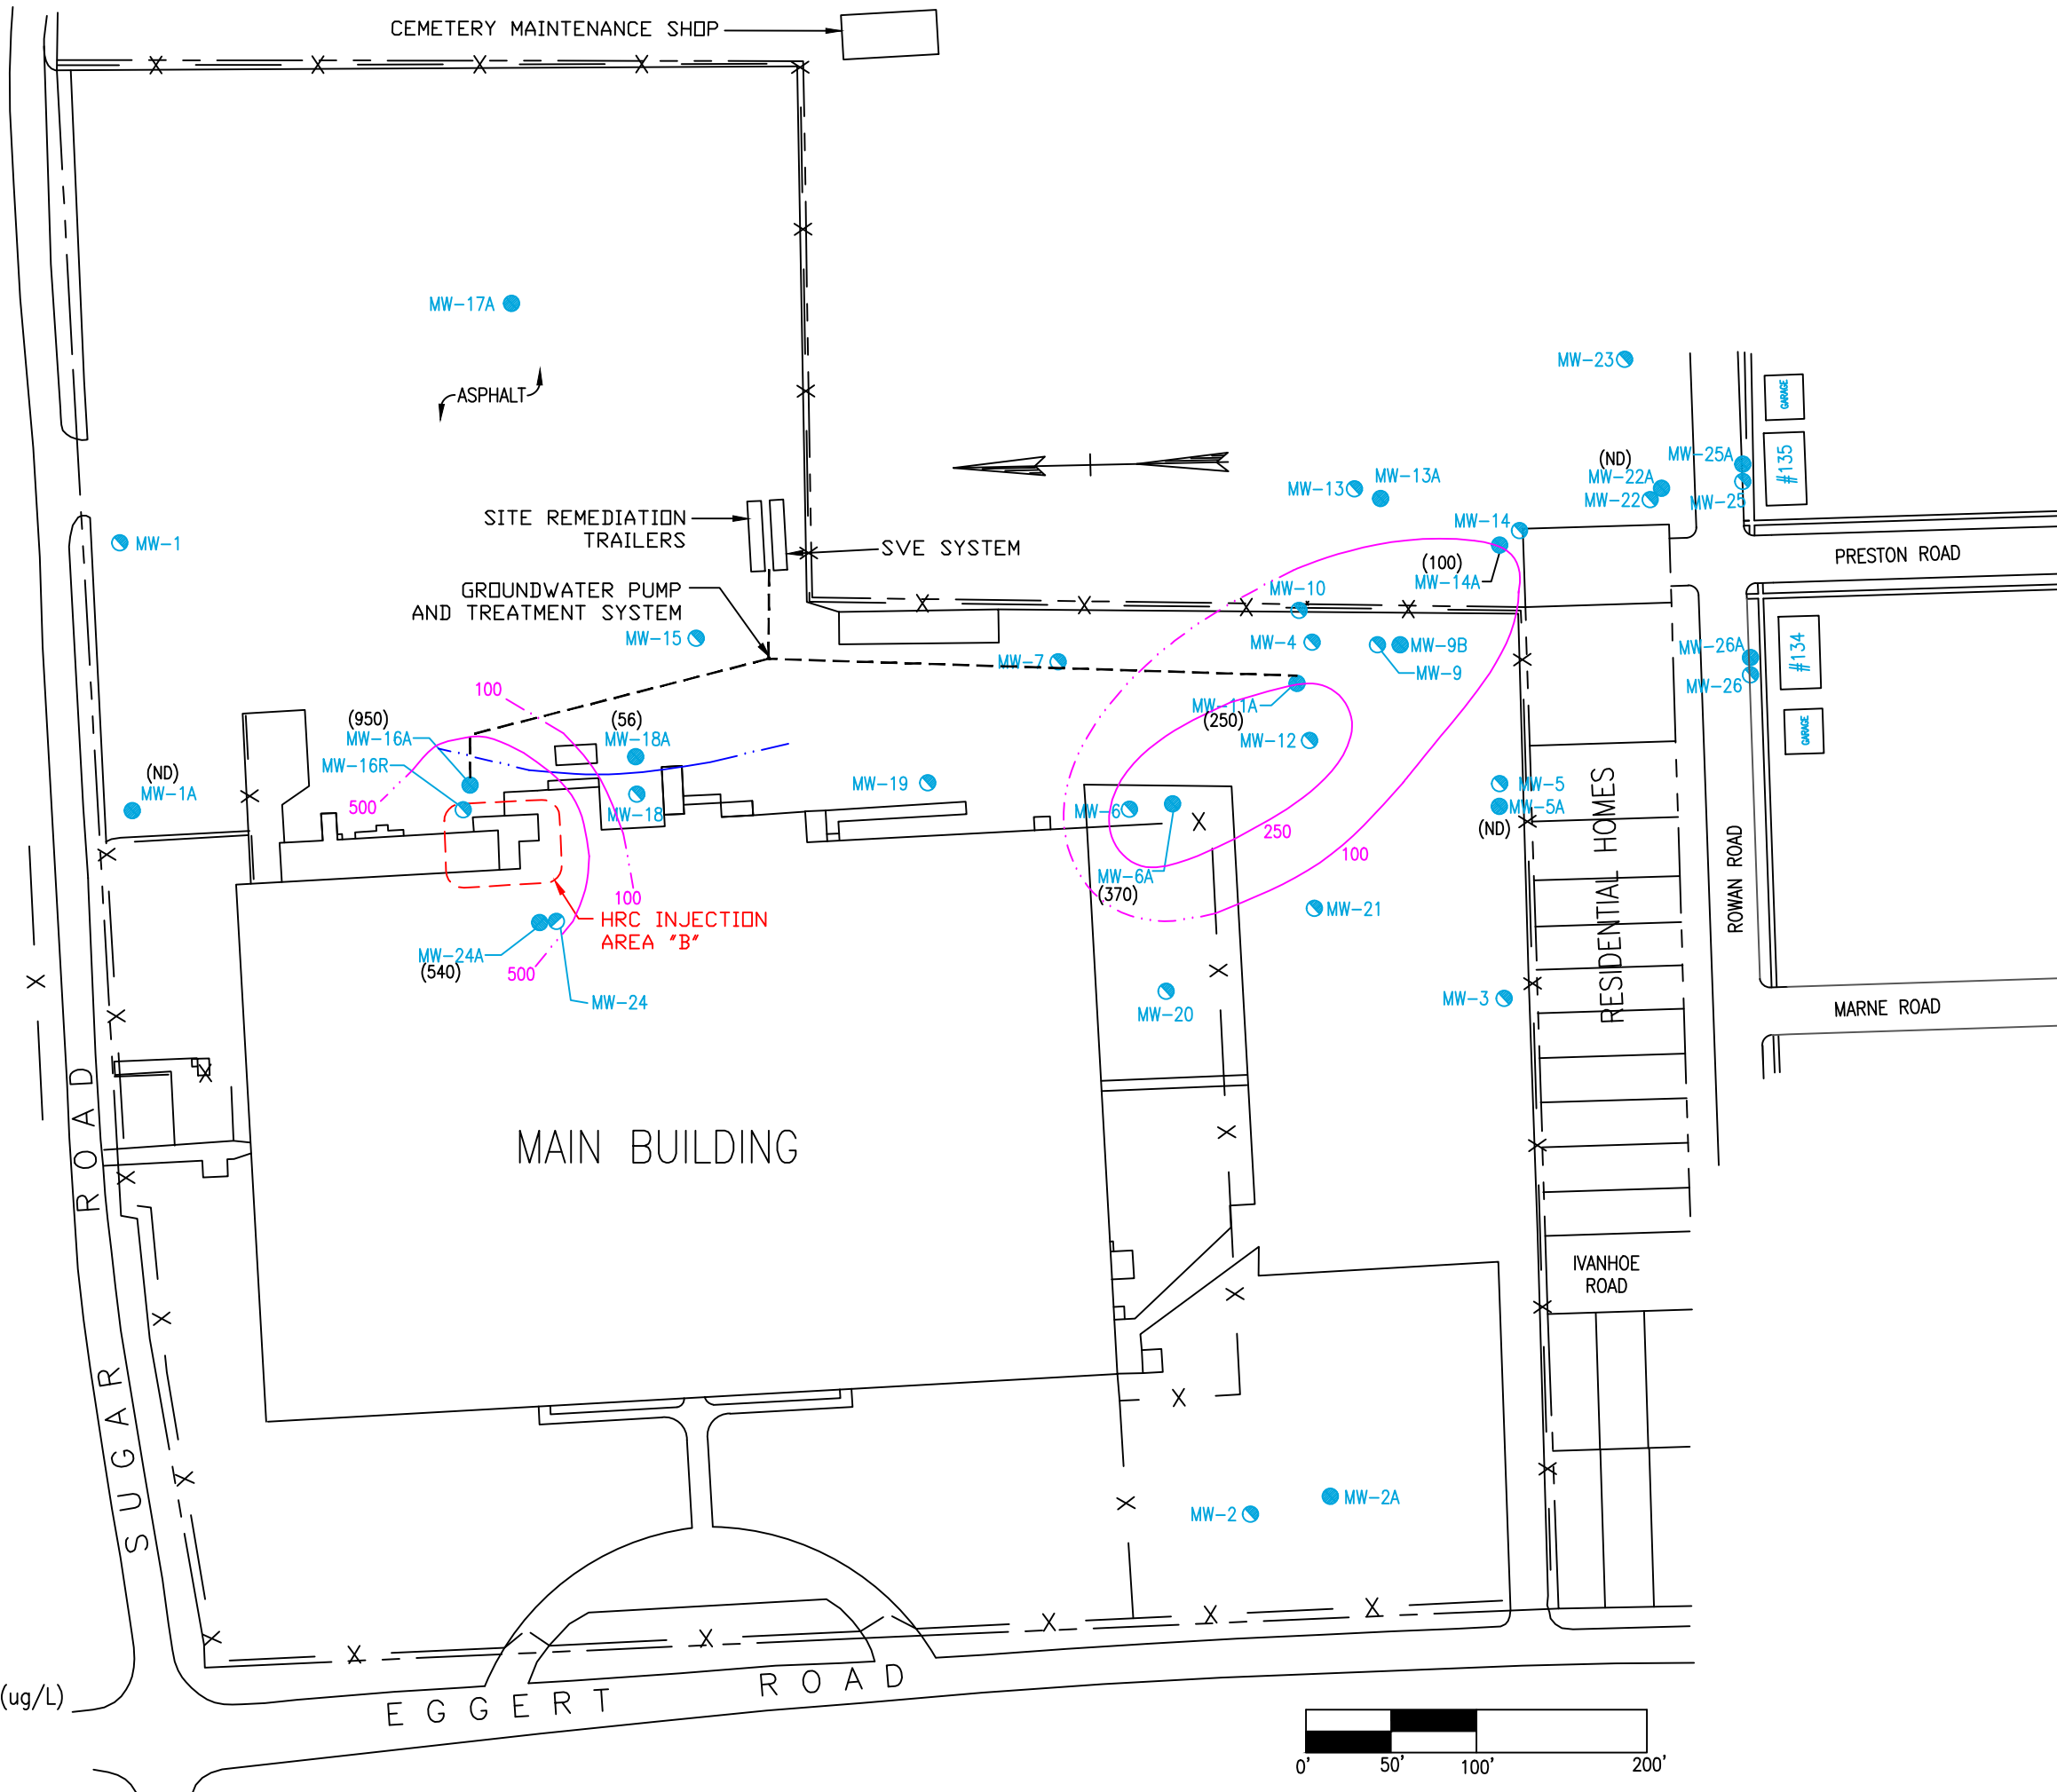 CEMETERY MAINTENANCE SHOP
MW-17A
ASPHALT
MW-23
GARAGE
#135
(ND)
MW-25A
MW-22A
MW-22
MW-25
MW-13A
MW-13
MW-14
SITE REMEDIATION
TRAILERS
SVE SYSTEM
MW-1
PRESTON ROAD
(100)
MW-14A
GROUNDWATER PUMP
AND TREATMENT SYSTEM
MW-10
MW-15
MW-4
MW-9B
MW-7
MW-9
MW-26A
MW-26
#134
GARAGE
100
MW-11A
(250)
(950)
MW-16A
(56)
MW-18A
MW-12
MW-16R
(ND)
MW-1A
500
MW-18
MW-19
MW-6
MW-5
MW-5A
(ND)
250
100
RESIDENTIAL HOMES
ROWAN ROAD
MW-6A
(370)
100
MW-21
HRC INJECTION
AREA "B"
MW-24A
(540)
500
MW-24
MW-20
MW-3
MARNE ROAD
MAIN BUILDING
SUGAR ROAD
IVANHOE
ROAD
MW-2
MW-2A
(ug/L)
EGGERT ROAD
0' 50' 100' 200'
X X X X X X X X X X X X X X X X X X X X X X X X X X X X X X X X X X X X X X X X X X X X